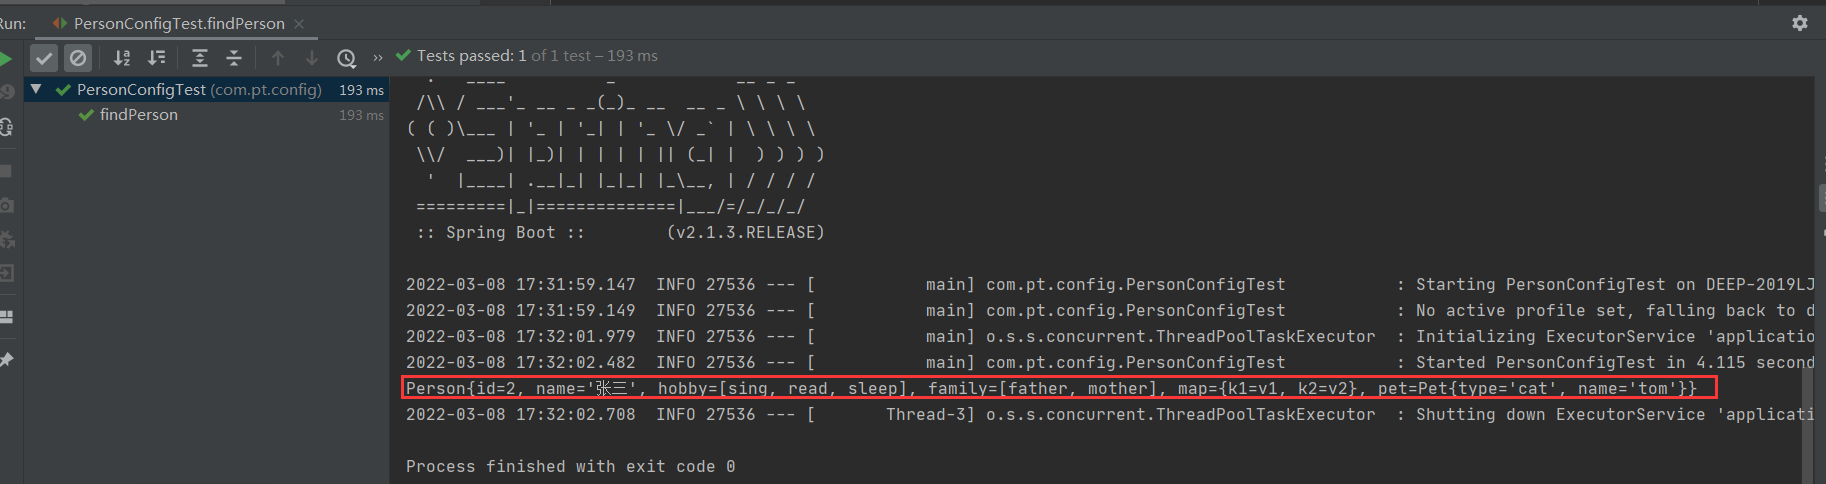 Run: PersonConfigTest.findPerson ×
Tests passed: 1 of 1 test – 193 ms
PersonConfigTest (com.pt.config) 193 ms
findPerson 193 ms
.   ____          _            __ _ _
 /\\ / ___'_ __ _ _(_)_ __  __ _ \ \ \ \
( ( )\___ | '_ | '_| | '_ \/ _` | \ \ \ \
 \\/  ___)| |_)| | | | | || (_| |  ) ) ) )
  '  |____| .__|_| |_|_| |_\__, | / / / /
 =========|_|==============|___/=/_/_/_/
 :: Spring Boot ::        (v2.1.3.RELEASE)
2022-03-08 17:31:59.147  INFO 27536 --- [           main] com.pt.config.PersonConfigTest           : Starting PersonConfigTest on DEEP-2019LJ
2022-03-08 17:31:59.149  INFO 27536 --- [           main] com.pt.config.PersonConfigTest           : No active profile set, falling back to d
2022-03-08 17:32:01.979  INFO 27536 --- [           main] o.s.s.concurrent.ThreadPoolTaskExecutor  : Initializing ExecutorService 'applicatio
2022-03-08 17:32:02.482  INFO 27536 --- [           main] com.pt.config.PersonConfigTest           : Started PersonConfigTest in 4.115 second
Person{id=2, name='张三', hobby=[sing, read, sleep], family=[father, mother], map={k1=v1, k2=v2}, pet=Pet{type='cat', name='tom'}}
2022-03-08 17:32:02.708  INFO 27536 --- [       Thread-3] o.s.s.concurrent.ThreadPoolTaskExecutor  : Shutting down ExecutorService 'applicati
Process finished with exit code 0